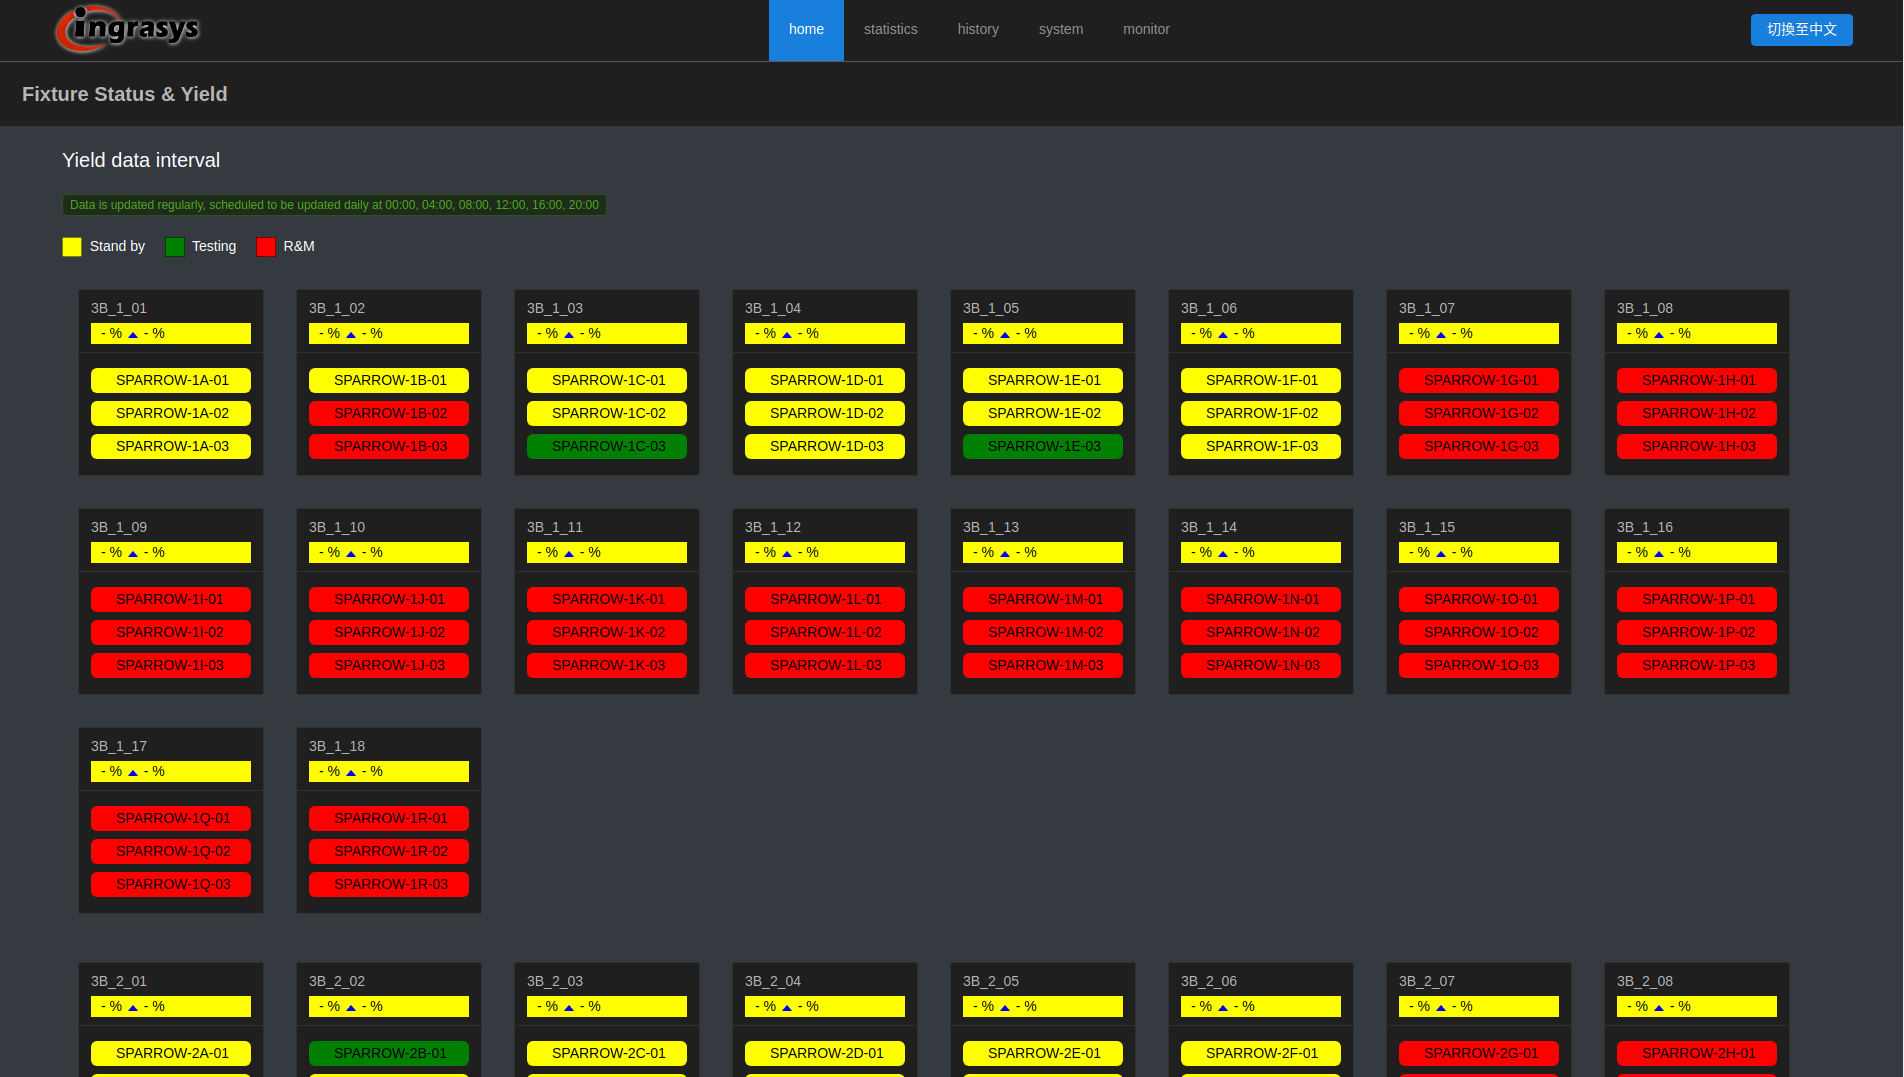 ingrasys
home statistics history system monitor 切換至中文
Fixture Status & Yield
Yield data interval
Data is updated regularly, scheduled to be updated daily at 00:00, 04:00, 08:00, 12:00, 16:00, 20:00
Stand by Testing R&M
3B_1_01 3B_1_02 3B_1_03 3B_1_04 3B_1_05 3B_1_06 3B_1_07 3B_1_08
- % - % - % - % - % - % - % - % - % - % - % - % - % - % - % - %
SPARROW-1A-01 SPARROW-1B-01 SPARROW-1C-01 SPARROW-1D-01 SPARROW-1E-01 SPARROW-1F-01 SPARROW-1G-01 SPARROW-1H-01
SPARROW-1A-02 SPARROW-1B-02 SPARROW-1C-02 SPARROW-1D-02 SPARROW-1E-02 SPARROW-1F-02 SPARROW-1G-02 SPARROW-1H-02
SPARROW-1A-03 SPARROW-1B-03 SPARROW-1C-03 SPARROW-1D-03 SPARROW-1E-03 SPARROW-1F-03 SPARROW-1G-03 SPARROW-1H-03
3B_1_09 3B_1_10 3B_1_11 3B_1_12 3B_1_13 3B_1_14 3B_1_15 3B_1_16
- % - % - % - % - % - % - % - % - % - % - % - % - % - % - % - %
SPARROW-1I-01 SPARROW-1J-01 SPARROW-1K-01 SPARROW-1L-01 SPARROW-1M-01 SPARROW-1N-01 SPARROW-1O-01 SPARROW-1P-01
SPARROW-1I-02 SPARROW-1J-02 SPARROW-1K-02 SPARROW-1L-02 SPARROW-1M-02 SPARROW-1N-02 SPARROW-1O-02 SPARROW-1P-02
SPARROW-1I-03 SPARROW-1J-03 SPARROW-1K-03 SPARROW-1L-03 SPARROW-1M-03 SPARROW-1N-03 SPARROW-1O-03 SPARROW-1P-03
3B_1_17 3B_1_18
- % - % - % - %
SPARROW-1Q-01 SPARROW-1R-01
SPARROW-1Q-02 SPARROW-1R-02
SPARROW-1Q-03 SPARROW-1R-03
3B_2_01 3B_2_02 3B_2_03 3B_2_04 3B_2_05 3B_2_06 3B_2_07 3B_2_08
- % - % - % - % - % - % - % - % - % - % - % - % - % - % - % - %
SPARROW-2A-01 SPARROW-2B-01 SPARROW-2C-01 SPARROW-2D-01 SPARROW-2E-01 SPARROW-2F-01 SPARROW-2G-01 SPARROW-2H-01